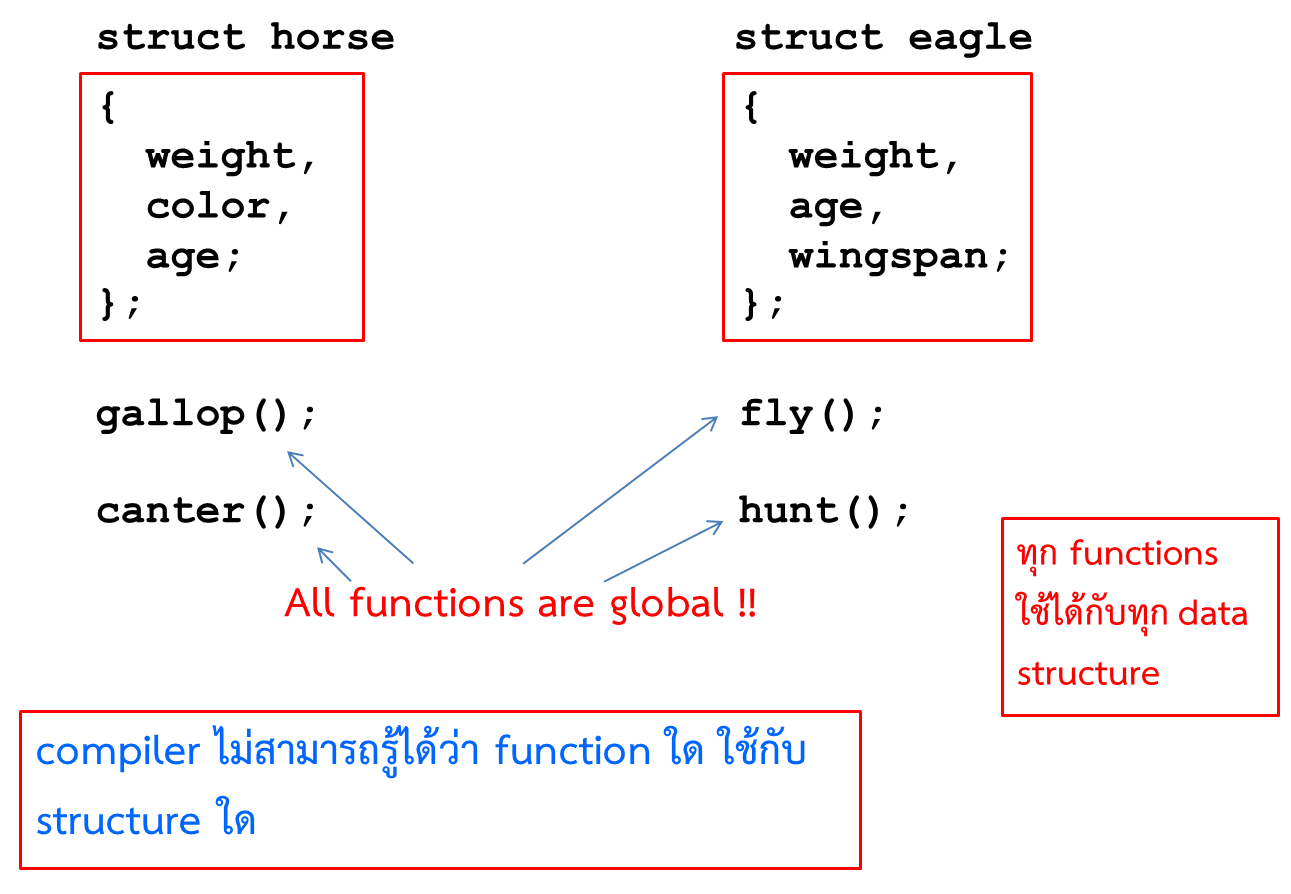 struct horse
{
weight,
color,
age;
};
gallop();
canter();
struct eagle
{
weight,
age,
wingspan;
};
fly();
hunt();
All functions are global !!
ทุก functions
ใช้ได้กับทุก data
structure
compiler ไม่สามารถรู้ได้ว่า function ใด ใช้กับ
structure ใด